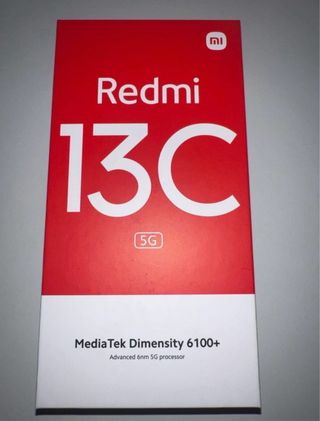 mi
Redmi
13C
5G
MediaTek Dimensity 6100+
Advanced 6nm 5G processor